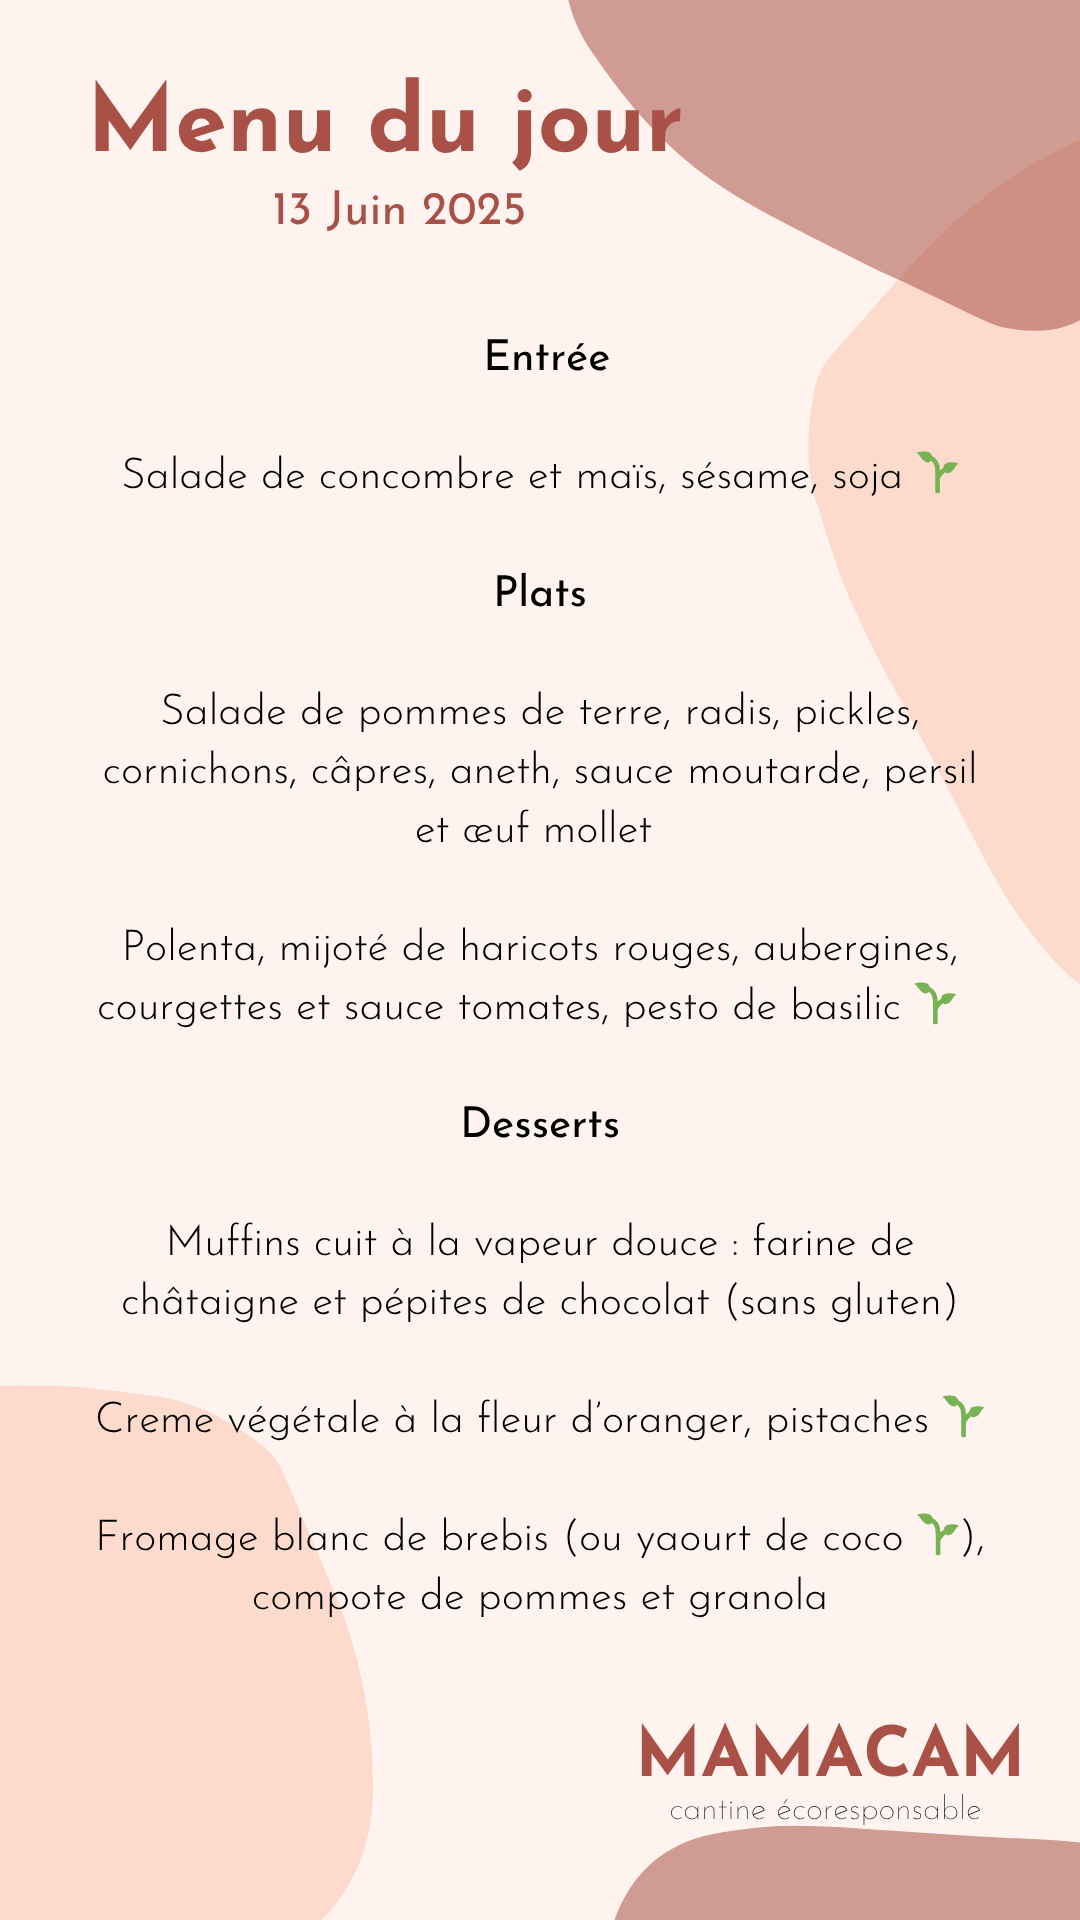 Menu du jour
13 Juin 2025
Entrée
Salade de concombre et maïs, sésame, soja 🌱
Plats
Salade de pommes de terre, radis, pickles,
cornichons, câpres, aneth, sauce moutarde, persil
et œuf mollet
Polenta, mijoté de haricots rouges, aubergines,
courgettes et sauce tomates, pesto de basilic 🌱
Desserts
Muffins cuit à la vapeur douce : farine de
châtaigne et pépites de chocolat (sans gluten)
Creme végétale à la fleur d’oranger, pistaches 🌱
Fromage blanc de brebis (ou yaourt de coco 🌱),
compote de pommes et granola
MAMACAM
cantine écoresponsable